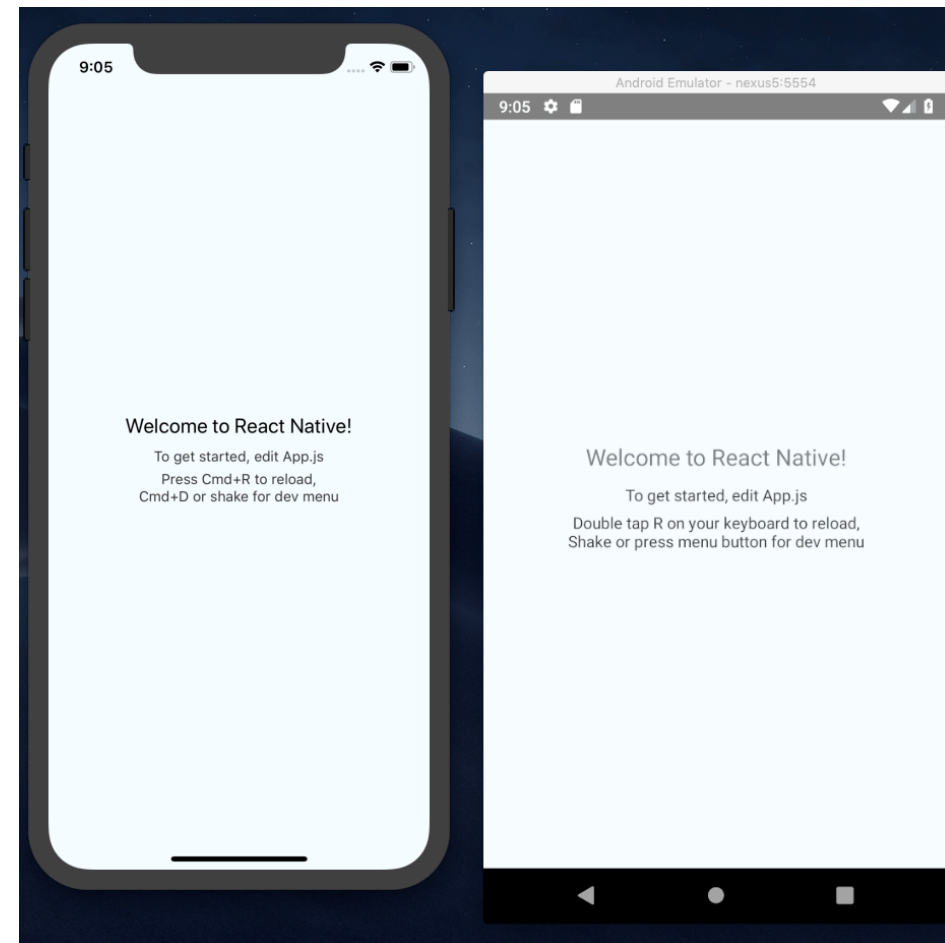 9:05
Welcome to React Native!
To get started, edit App.js
Press Cmd+R to reload,
Cmd+D or shake for dev menu
Android Emulator - nexus5:5554
9:05
Welcome to React Native!
To get started, edit App.js
Double tap R on your keyboard to reload,
Shake or press menu button for dev menu